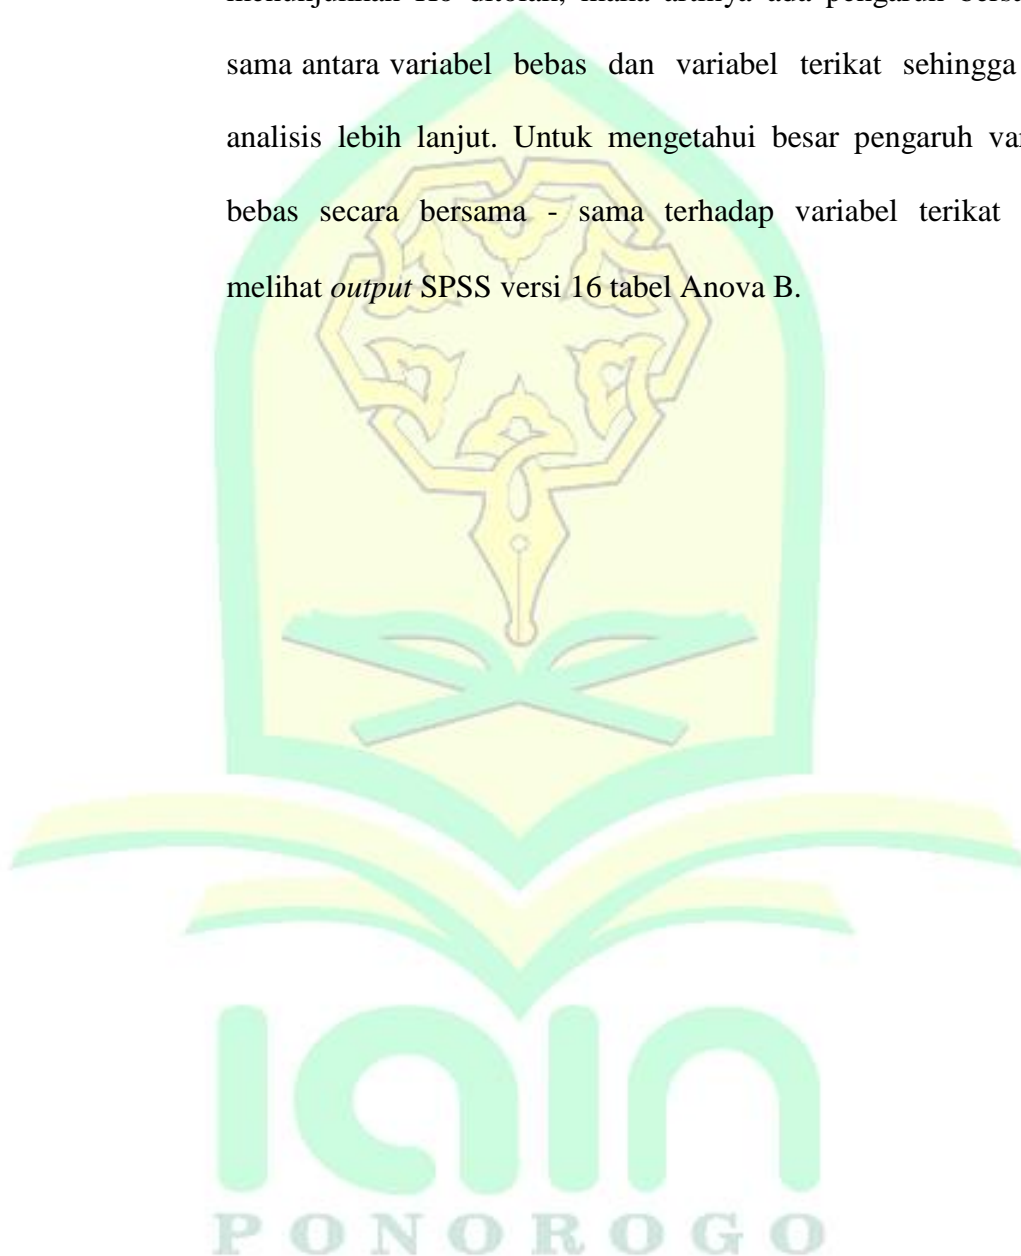 sama antara variabel bebas dan variabel terikat sehingga
analisis lebih lanjut. Untuk mengetahui besar pengaruh
bebas secara bersama - sama terhadap variabel terikat
melihat output SPSS versi 16 tabel Anova B.
iain
PONOROGO